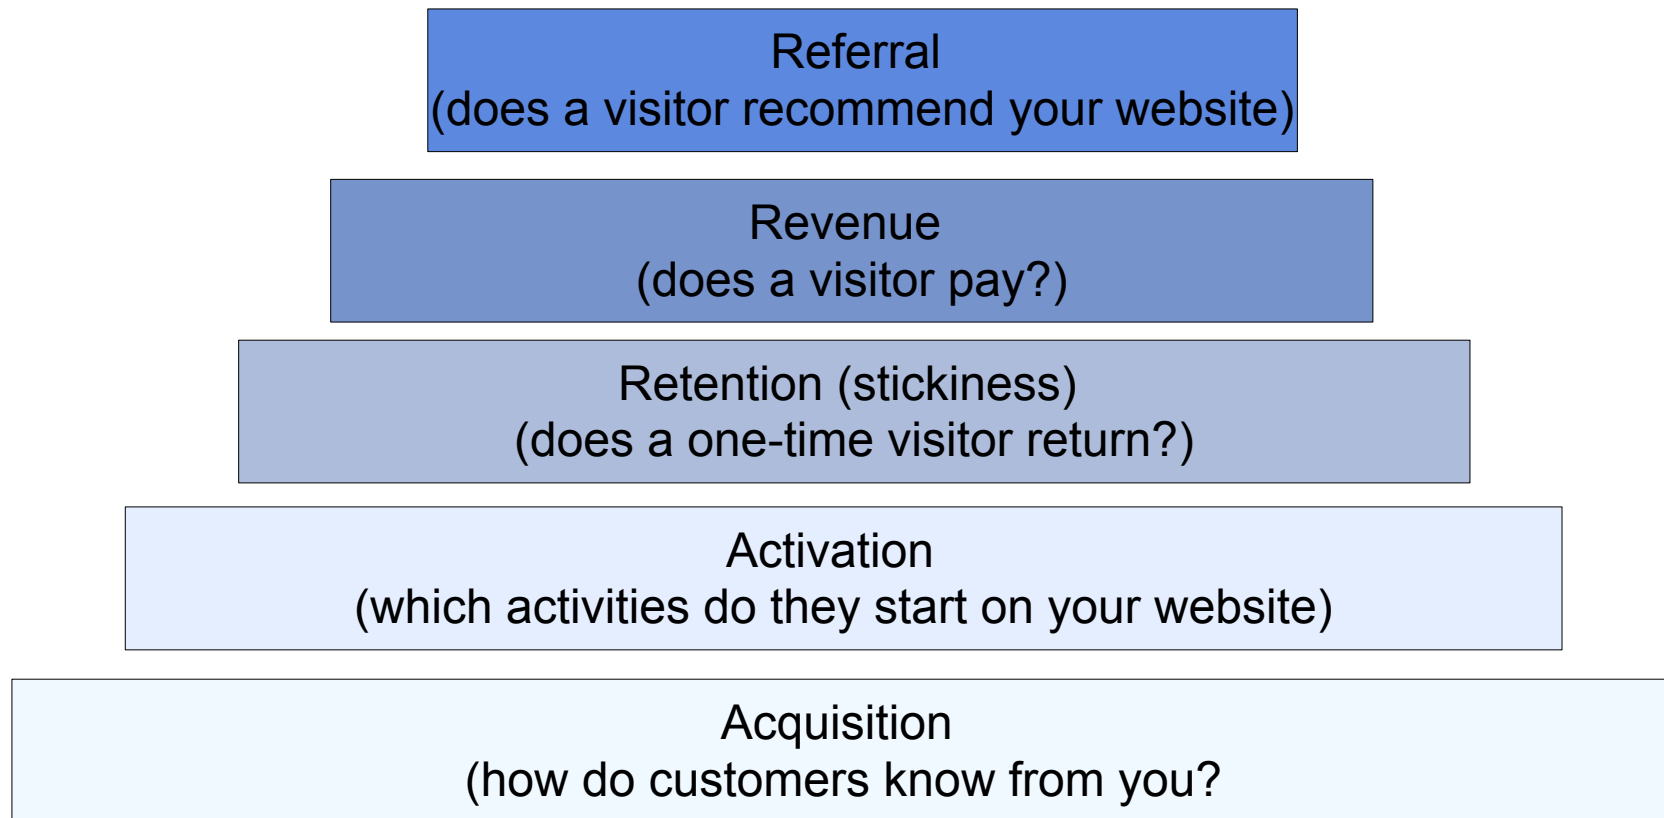 Referral
(does a visitor recommend your website)
Revenue
(does a visitor pay?)
Retention (stickiness)
(does a one-time visitor return?)
Activation
(which activities do they start on your website)
Acquisition
(how do customers know from you?